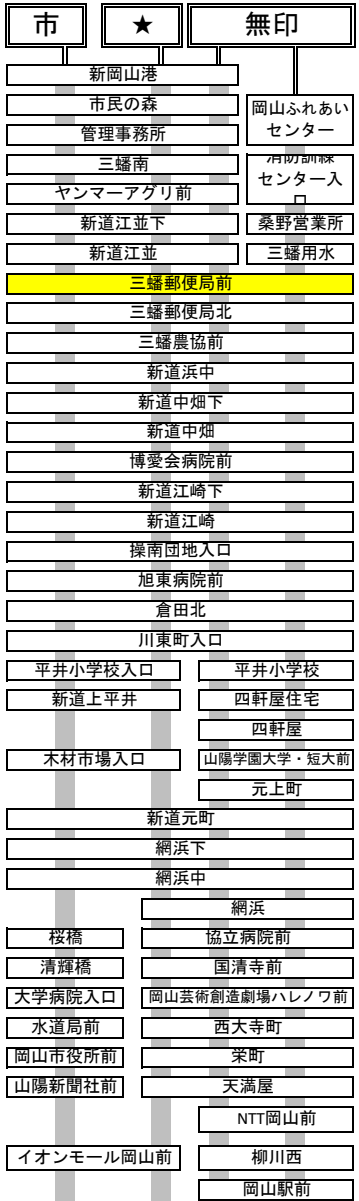 市 ★ 無印
新岡山港
市民の森
岡山ふれあい
センター
管理事務所
三蟠南
消防訓練
センター入
口
ヤンマーアグリ前
新道江並下 桑野営業所
新道江並 三蟠用水
三蟠郵便局前
三蟠郵便局北
三蟠農協前
新道浜中
新道中畑下
新道中畑
博愛会病院前
新道江崎下
新道江崎
操南団地入口
旭東病院前
倉田北
川東町入口
平井小学校入口 平井小学校
新道上平井 四軒屋住宅
四軒屋
木材市場入口 山陽学園大学・短大前
元上町
新道元町
網浜下
網浜中
網浜
桜橋 協立病院前
清輝橋 国清寺前
大学病院入口 岡山芸術創造劇場ハレノワ前
水道局前 西大寺町
岡山市役所前 栄町
山陽新聞社前 天満屋
NTT岡山前
イオンモール岡山前 柳川西
岡山駅前